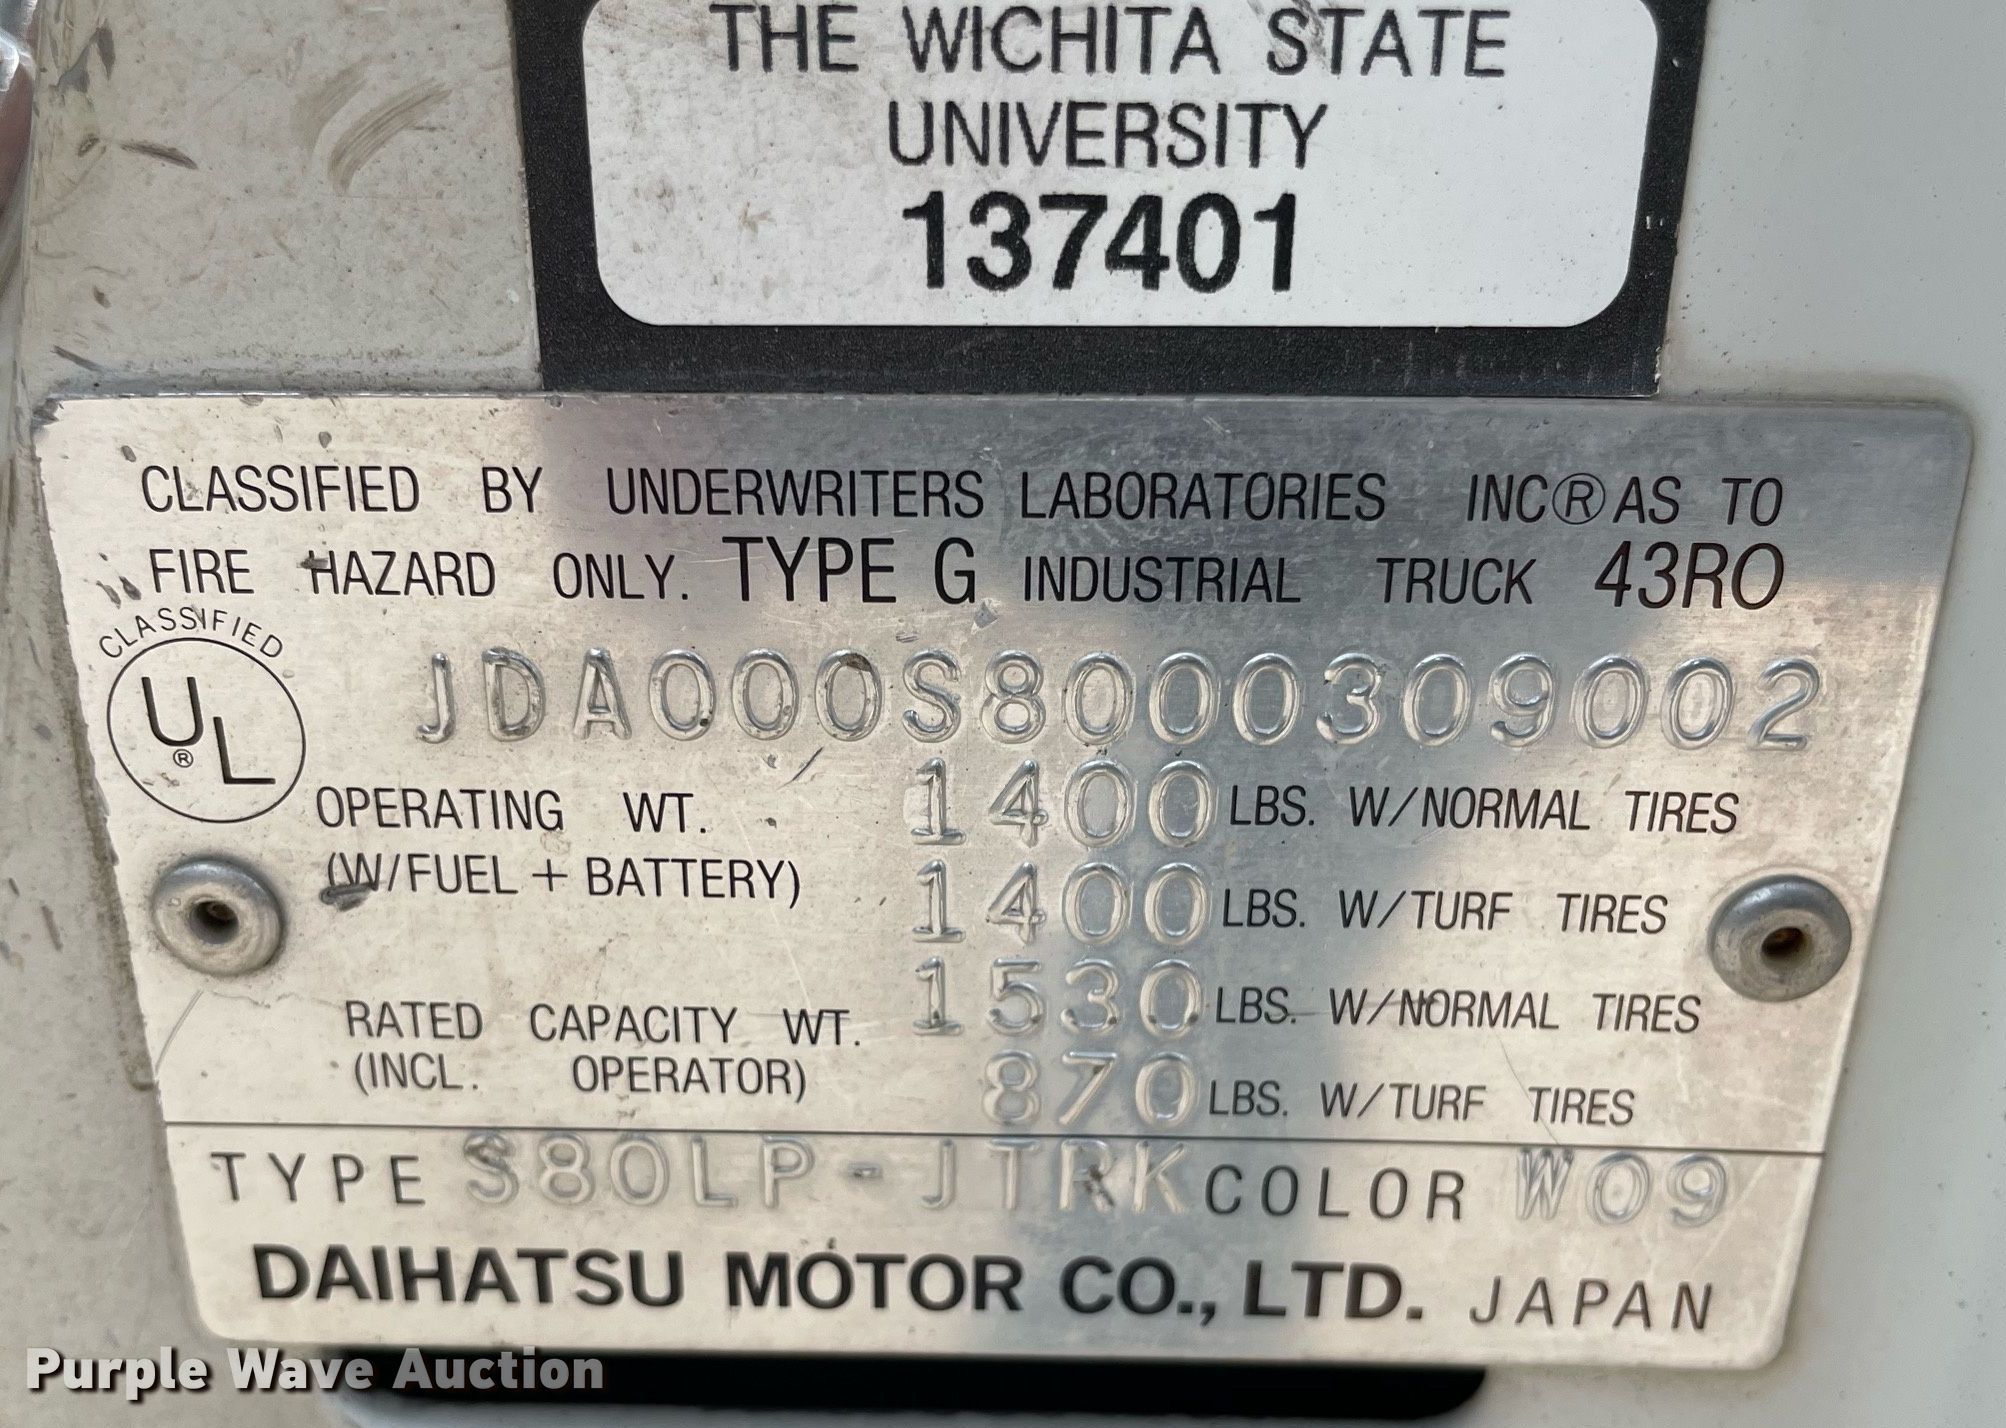 THE WICHITA STATE
UNIVERSITY
137401
CLASSIFIED BY UNDERWRITERS LABORATORIES INC® AS TO
FIRE HAZARD ONLY. TYPE G INDUSTRIAL TRUCK 43RO
CLASSIFIED
UL®
JDA000S8000309002
OPERATING WT. 1400 LBS. W/NORMAL TIRES
(W/FUEL + BATTERY) 1400 LBS. W/TURF TIRES
RATED CAPACITY WT. 1530 LBS. W/NORMAL TIRES
(INCL. OPERATOR) 870 LBS. W/TURF TIRES
TYPE S80LP-JTRK COLOR W09
DAIHATSU MOTOR CO., LTD. JAPAN
Purple Wave Auction